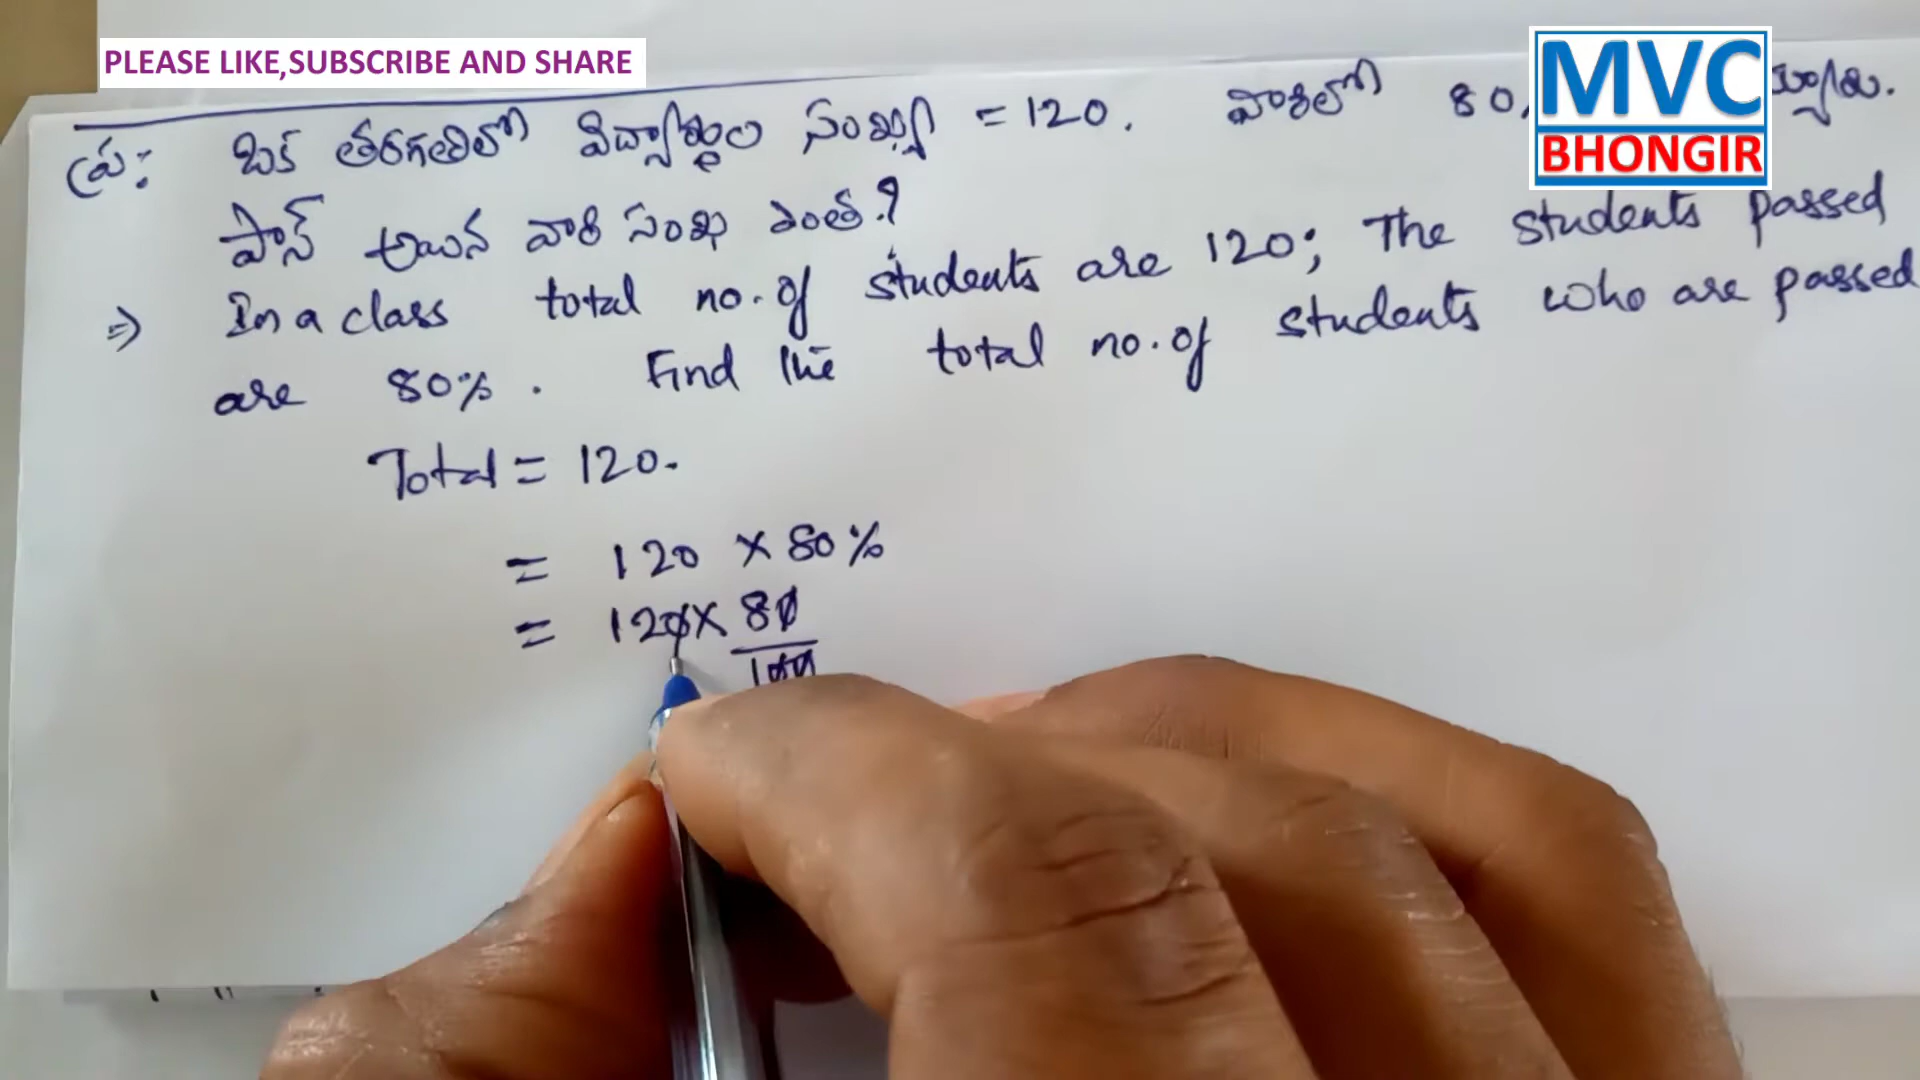 PLEASE LIKE,SUBSCRIBE AND SHARE
MVC
BHONGIR
ప్ర: ఒక తరగతిలో విద్యార్థుల సంఖ్య = 120. వారిలో 80
పాస్ అయిన వారి సంఖ్య ఎంత?
⇒ In a class total no. of students are 120; The students passed
are 80%. Find the total no. of students who are passed
Total = 120.
= 120 × 80%
= 120 × 80/100